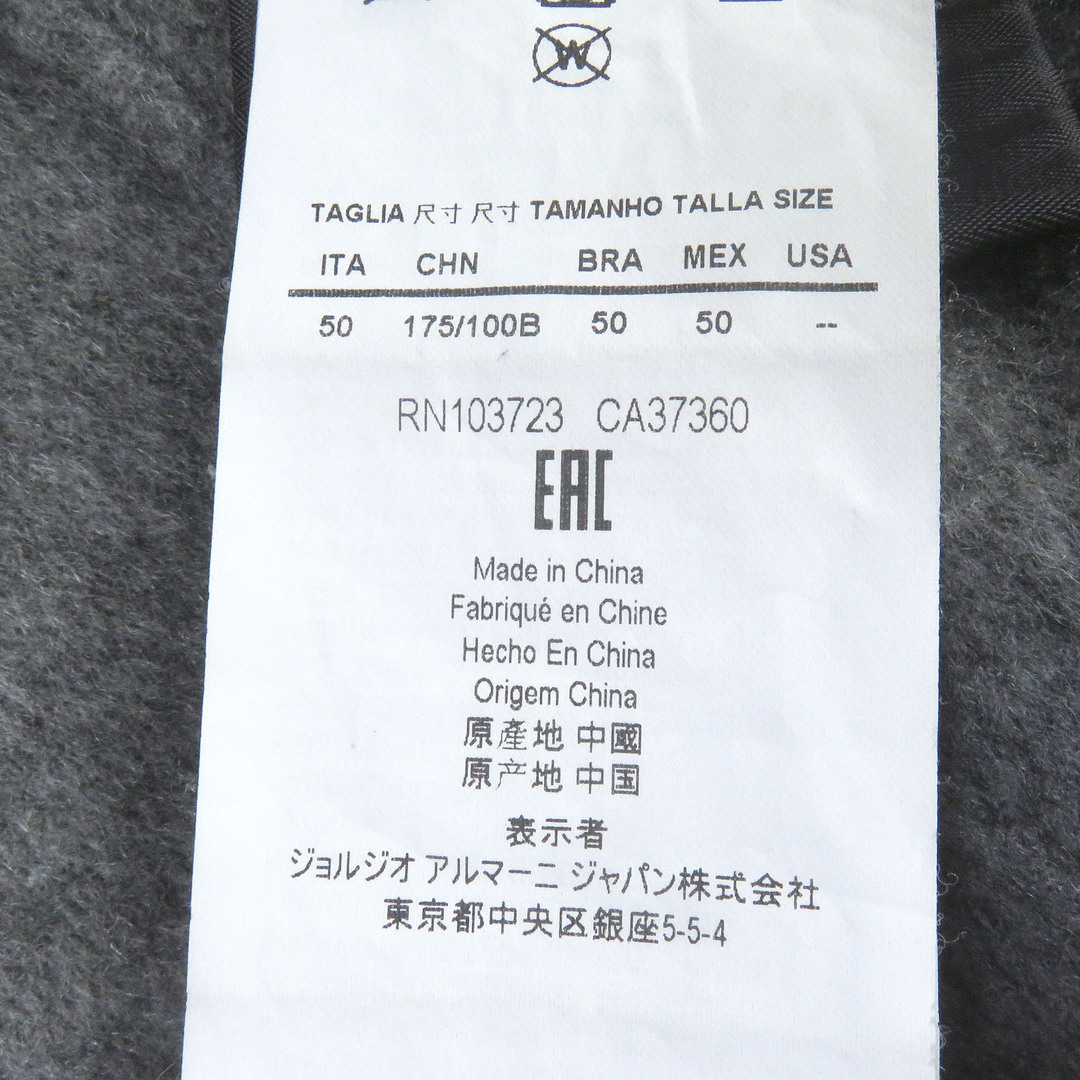 W
TAGLIA 尺寸 尺寸 TAMANHO TALLA SIZE
ITA CHN BRA MEX USA
50 175/100B 50 50 --
RN103723 CA37360
EAC
Made in China
Fabriqué en Chine
Hecho En China
Origem China
原產地 中國
原产地 中国
表示者
ジョルジオ アルマーニ ジャパン株式会社
東京都中央区銀座5-5-4